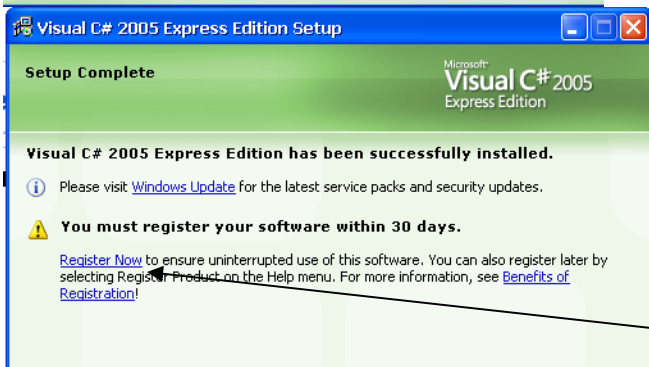 Visual C# 2005 Express Edition Setup
Setup Complete
Microsoft
Visual C# 2005
Express Edition
Visual C# 2005 Express Edition has been successfully installed.
Please visit Windows Update for the latest service packs and security updates.
You must register your software within 30 days.
Register Now to ensure uninterrupted use of this software. You can also register later by
selecting Register Product on the Help menu. For more information, see Benefits of
Registration!